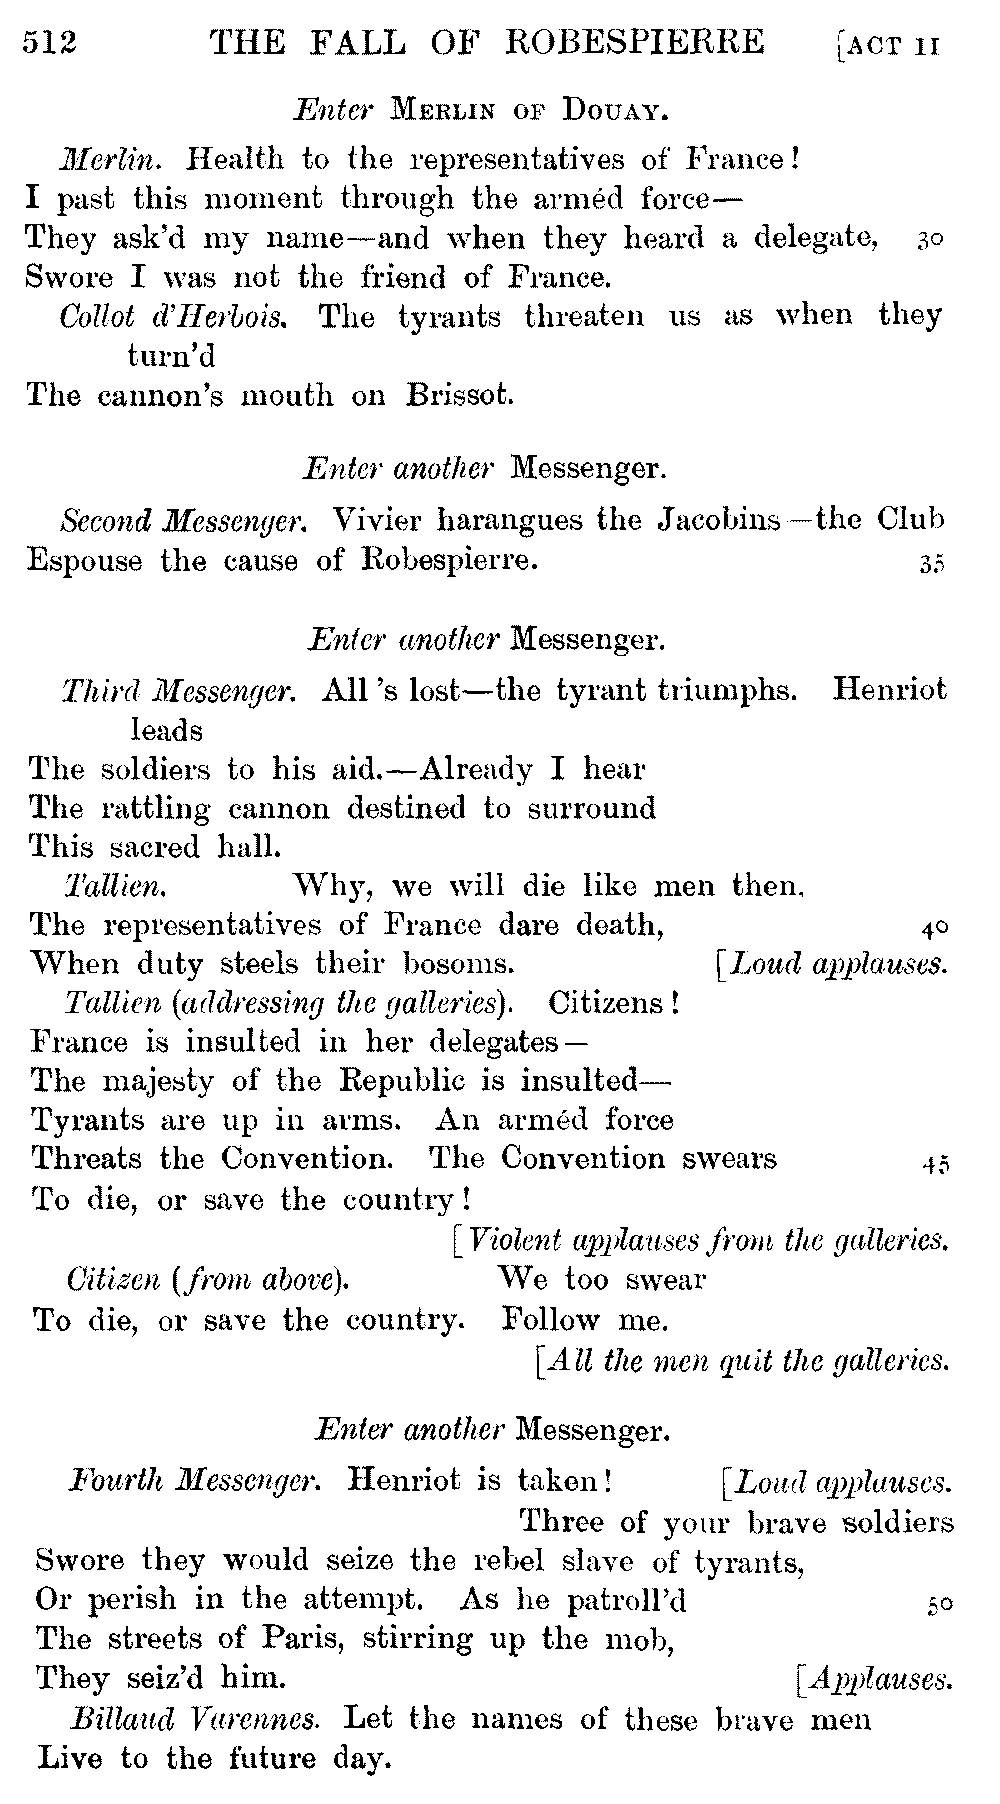 512 THE FALL OF ROBESPIERRE [ACT II
Enter MERLIN OF DOUAY.
Merlin. Health to the representatives of France!
I past this moment through the arméd force—
They ask'd my name—and when they heard a delegate, 30
Swore I was not the friend of France.
Collot d'Herbois. The tyrants threaten us as when they
turn'd
The cannon's mouth on Brissot.
Enter another Messenger.
Second Messenger. Vivier harangues the Jacobins—the Club
Espouse the cause of Robespierre. 35
Enter another Messenger.
Third Messenger. All 's lost—the tyrant triumphs. Henriot
leads
The soldiers to his aid.—Already I hear
The rattling cannon destined to surround
This sacred hall.
Tallien. Why, we will die like men then.
The representatives of France dare death, 40
When duty steels their bosoms. [Loud applauses.
Tallien (addressing the galleries). Citizens!
France is insulted in her delegates—
The majesty of the Republic is insulted—
Tyrants are up in arms. An arméd force
Threats the Convention. The Convention swears 45
To die, or save the country!
[Violent applauses from the galleries.
Citizen (from above). We too swear
To die, or save the country. Follow me.
[All the men quit the galleries.
Enter another Messenger.
Fourth Messenger. Henriot is taken! [Loud applauses.
Three of your brave soldiers
Swore they would seize the rebel slave of tyrants,
Or perish in the attempt. As he patroll'd 50
The streets of Paris, stirring up the mob,
They seiz'd him. [Applauses.
Billaud Varennes. Let the names of these brave men
Live to the future day.